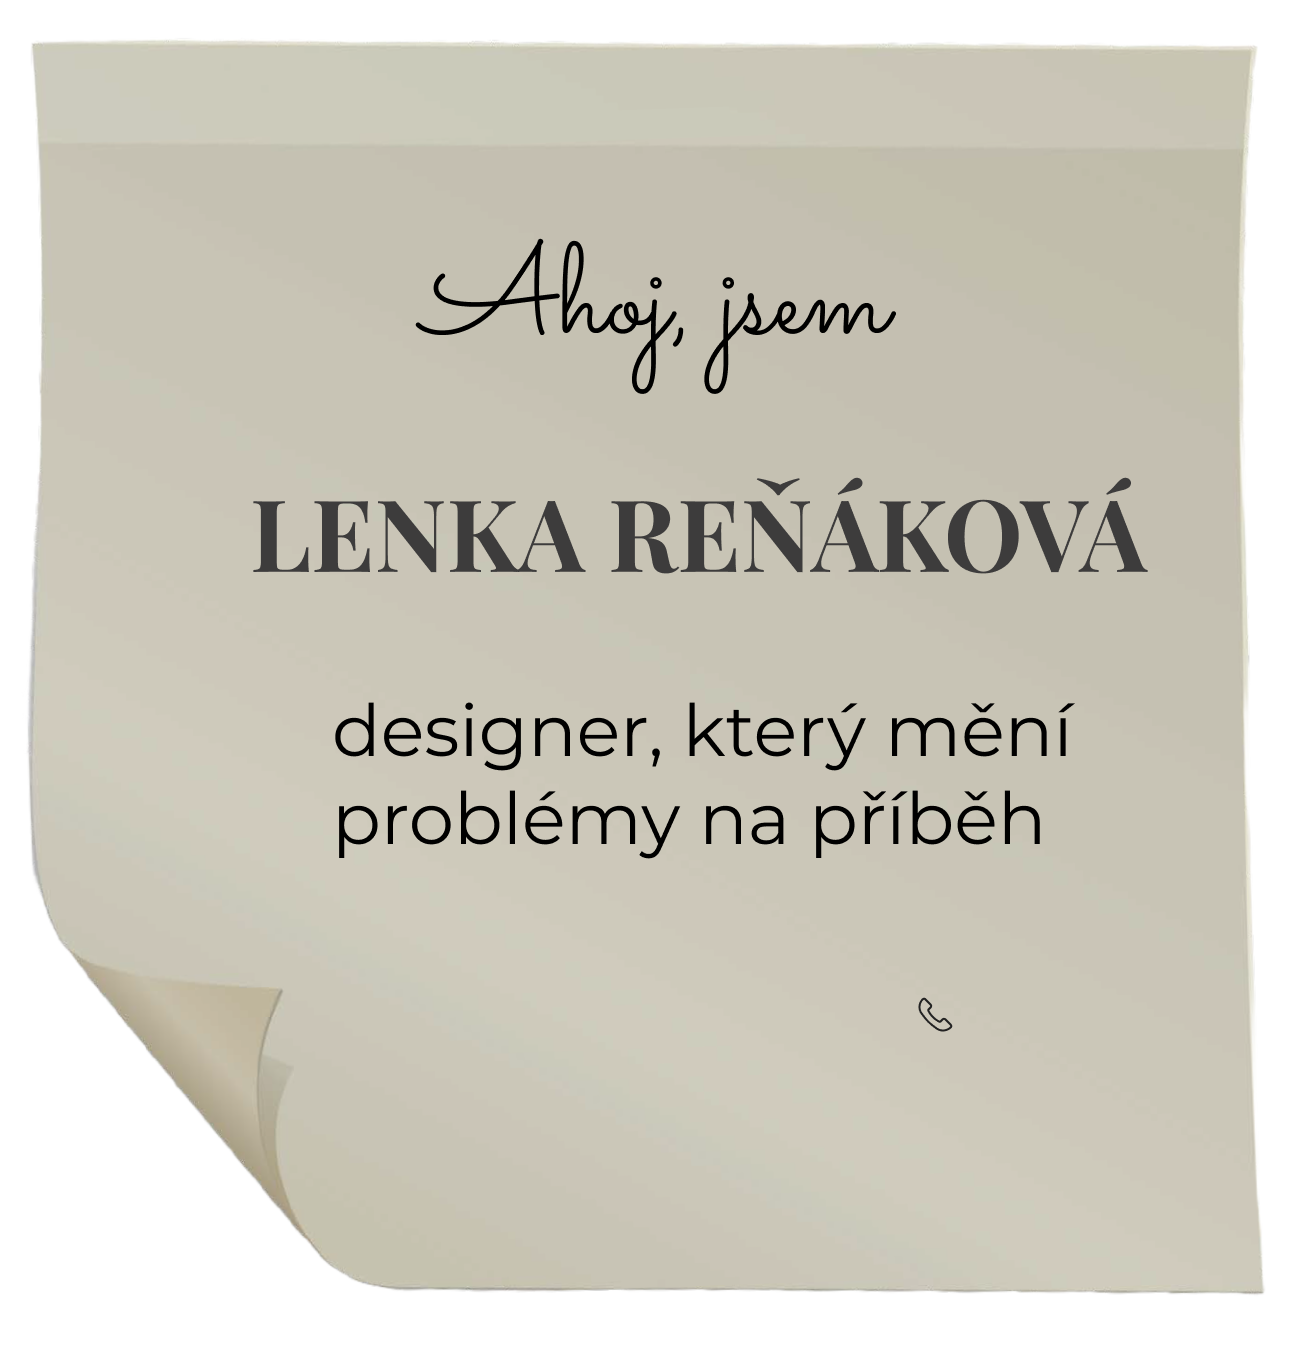 Ahoj, jsem
LENKA REŇÁKOVÁ
designer, který mění
problémy na příběh